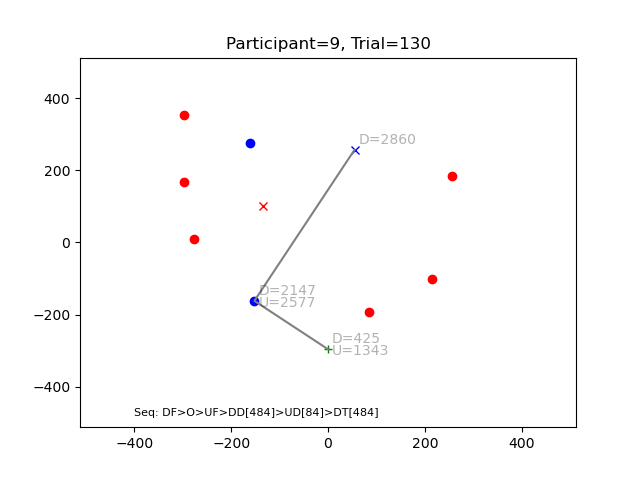 Participant=9, Trial=130
400
200
0
−200
−400
D=2860
D=2147
U=2577
D=425
U=1343
Seq: DF>O>UF>DD[484]>UD[84]>DT[484]
−400
−200
0
200
400